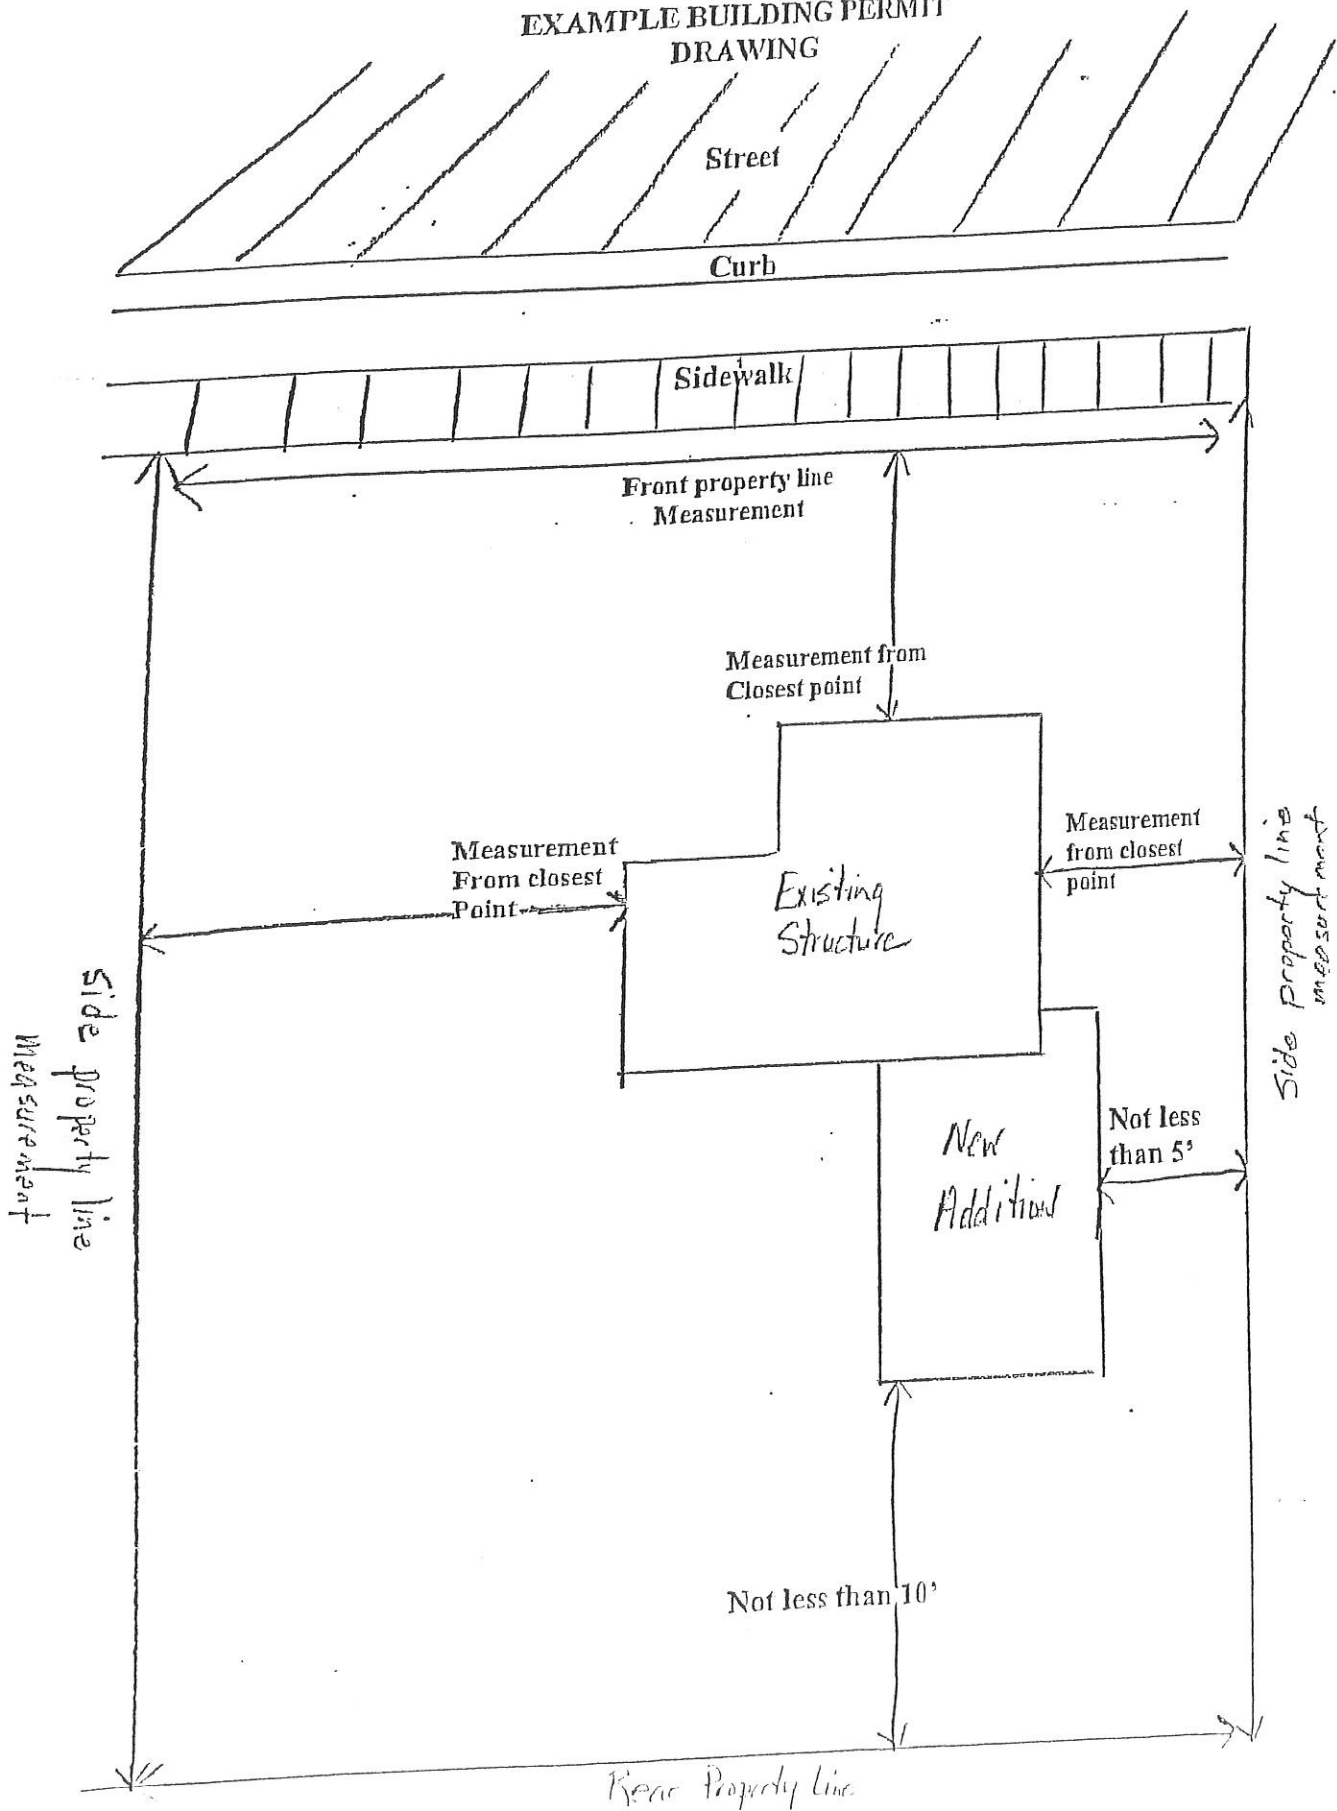 EXAMPLE BUILDING PERMIT
DRAWING
Street
Curb
Sidewalk
Front property line
Measurement
Measurement from
Closest point
Measurement
From closest
Point
Measurement
from closest
point
Existing
Structure
Side property line
measurement
Side property line
measurement
New
Addition
Not less
than 5'
Not less than 10'
Rear Property Line